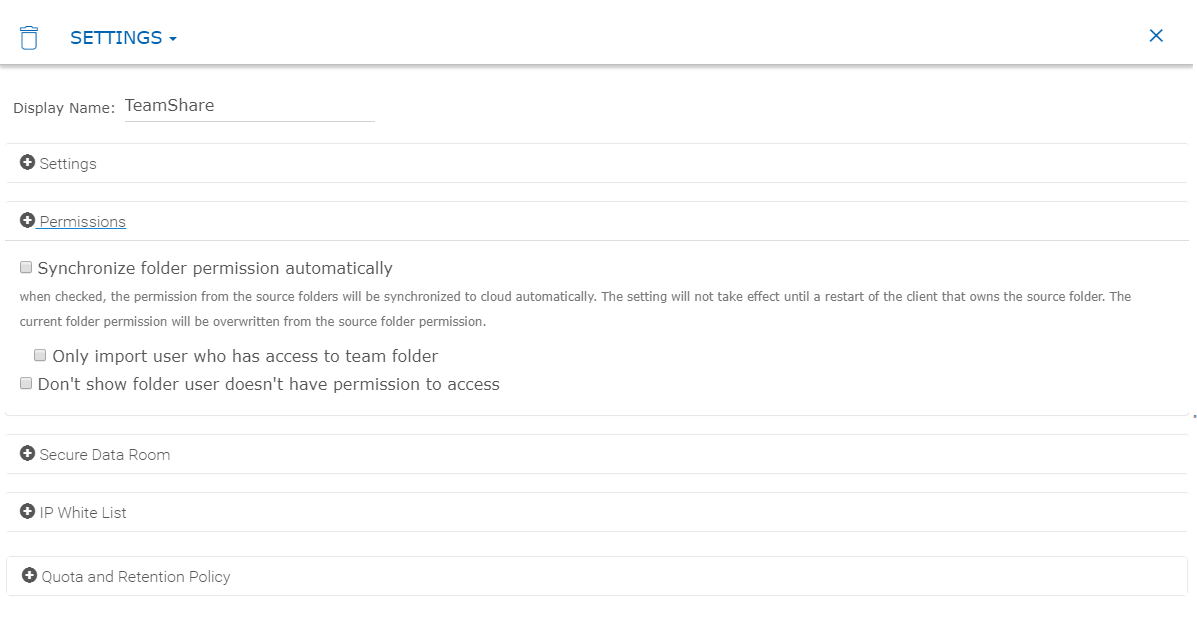 SETTINGS
Display Name: TeamShare
Settings
Permissions
Synchronize folder permission automatically
when checked, the permission from the source folders will be synchronized to cloud automatically. The setting will not take effect until a restart of the client that owns the source folder. The
current folder permission will be overwritten from the source folder permission.
Only import user who has access to team folder
Don't show folder user doesn't have permission to access
Secure Data Room
IP White List
Quota and Retention Policy